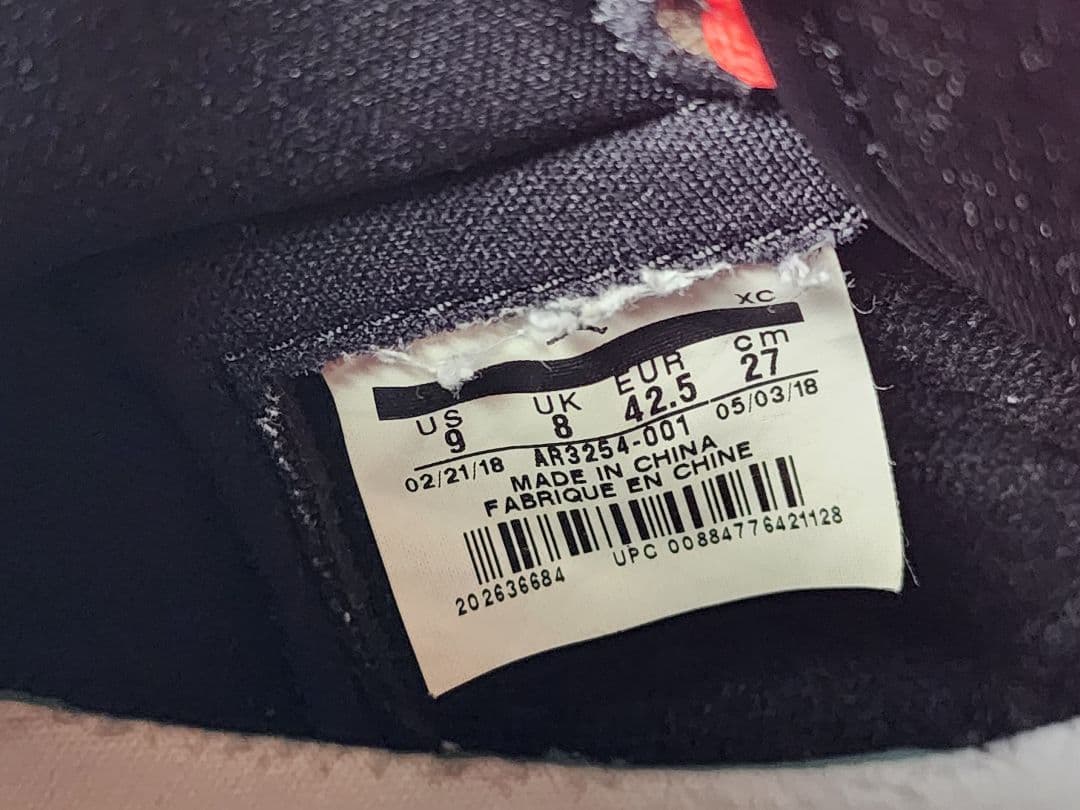 XC
US UK EUR cm
9 8 42.5 27
02/21/18 AR3254-001 05/03/18
MADE IN CHINA
FABRIQUE EN CHINE
202636684 UPC 00884776421128